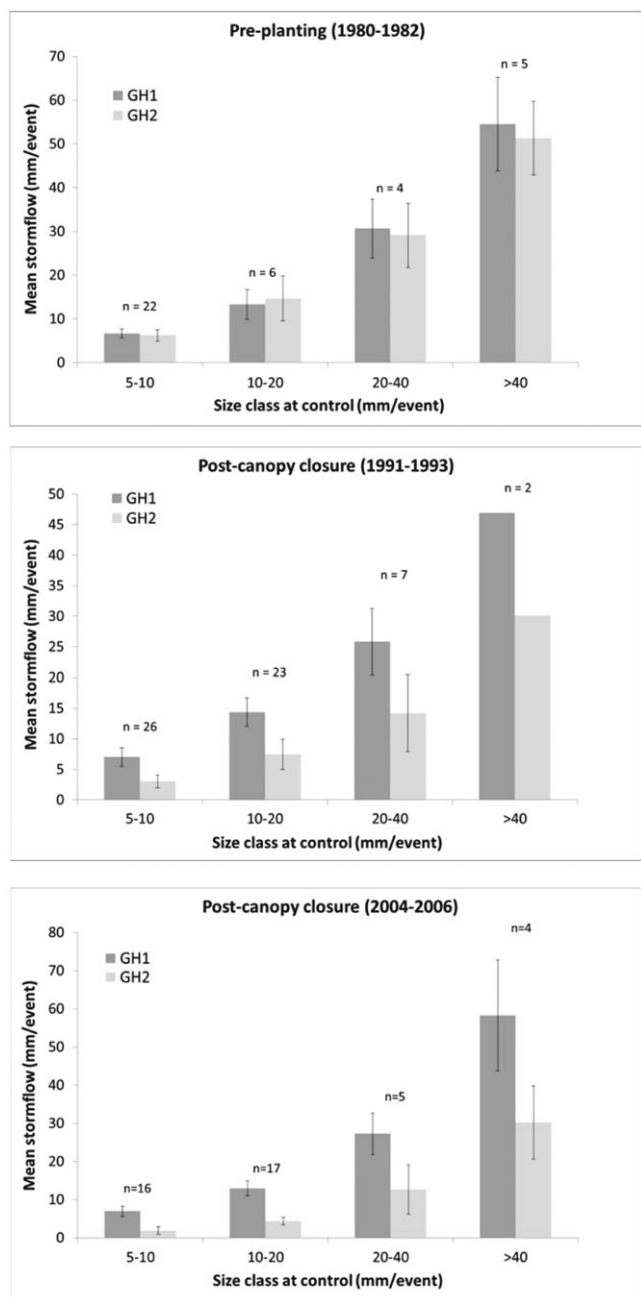 Pre-planting (1980-1982)
70
60
50
40
30
20
10
0
Mean stormflow (mm/event)
GH1
GH2
n = 22
n = 6
n = 4
n = 5
5-10 10-20 20-40 >40
Size class at control (mm/event)
Post-canopy closure (1991-1993)
50
45
40
35
30
25
20
15
10
5
0
Mean stormflow (mm/event)
GH1
GH2
n = 26
n = 23
n = 7
n = 2
5-10 10-20 20-40 >40
Size class at control (mm/event)
Post-canopy closure (2004-2006)
80
70
60
50
40
30
20
10
0
Mean stormflow (mm/event)
GH1
GH2
n=16
n=17
n=5
n=4
5-10 10-20 20-40 >40
Size class at control (mm/event)